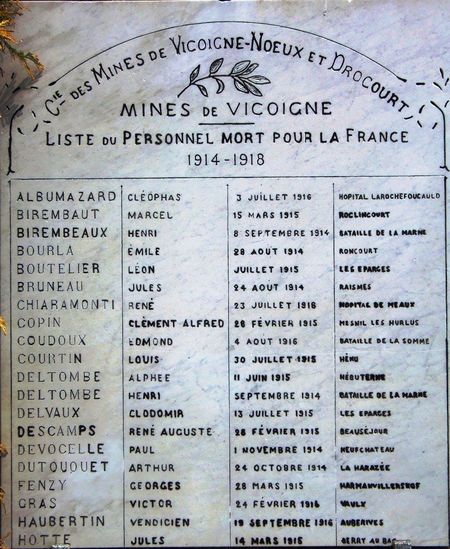 Cie DES MINES DE VICOIGNE-NOEUX ET DROCOURT
MINES DE VICOIGNE
LISTE DU PERSONNEL MORT POUR LA FRANCE
1914-1918
ALBUMAZARD CLÉOPHAS 3 JUILLET 1916 HOPITAL LAROCHEFOUCAULD
BIREMBAUT MARCEL 15 MARS 1915 ROCLINCOURT
BIREMBEAUX HENRI 8 SEPTEMBRE 1914 BATAILLE DE LA MARNE
BOURLA ÉMILE 28 AOUT 1914 RONCOURT
BOUTELIER LÉON JUILLET 1915 LES EPARGES
BRUNEAU JULES 24 AOUT 1914 RAISMES
CHIARAMONTI RENÉ 23 JUILLET 1918 HOPITAL DE MEAUX
COPIN CLÉMENT ALFRED 28 FÉVRIER 1915 MESNIL LES HURLUS
COUDOUX EDMOND 4 AOUT 1916 BATAILLE DE LA SOMME
COURTIN LOUIS 30 JUILLET 1915 HÉNU
DELTOMBE ALPHÉE 11 JUIN 1915 HÉBUTERNE
DELTOMBE HENRI SEPTEMBRE 1914 BATAILLE DE LA MARNE
DELVAUX CLODOMIR 13 JUILLET 1915 LES EPARGES
DESCAMPS RENÉ AUGUSTE 28 FÉVRIER 1915 BEAUSÉJOUR
DEVOCELLE PAUL 1 NOVEMBRE 1914 NEUFCHATEAU
DUTOUQUET ARTHUR 24 OCTOBRE 1914 LA HARAZÉE
FENZY GEORGES 28 MARS 1915 HARMANVILLERSKOF
GRAS VICTOR 24 FÉVRIER 1916 VAULX
HAUBERTIN VENDICIEN 19 SEPTEMBRE 1916 AUBERIVES
HOTTE JULES 14 MARS 1915 BERRY AU BAC